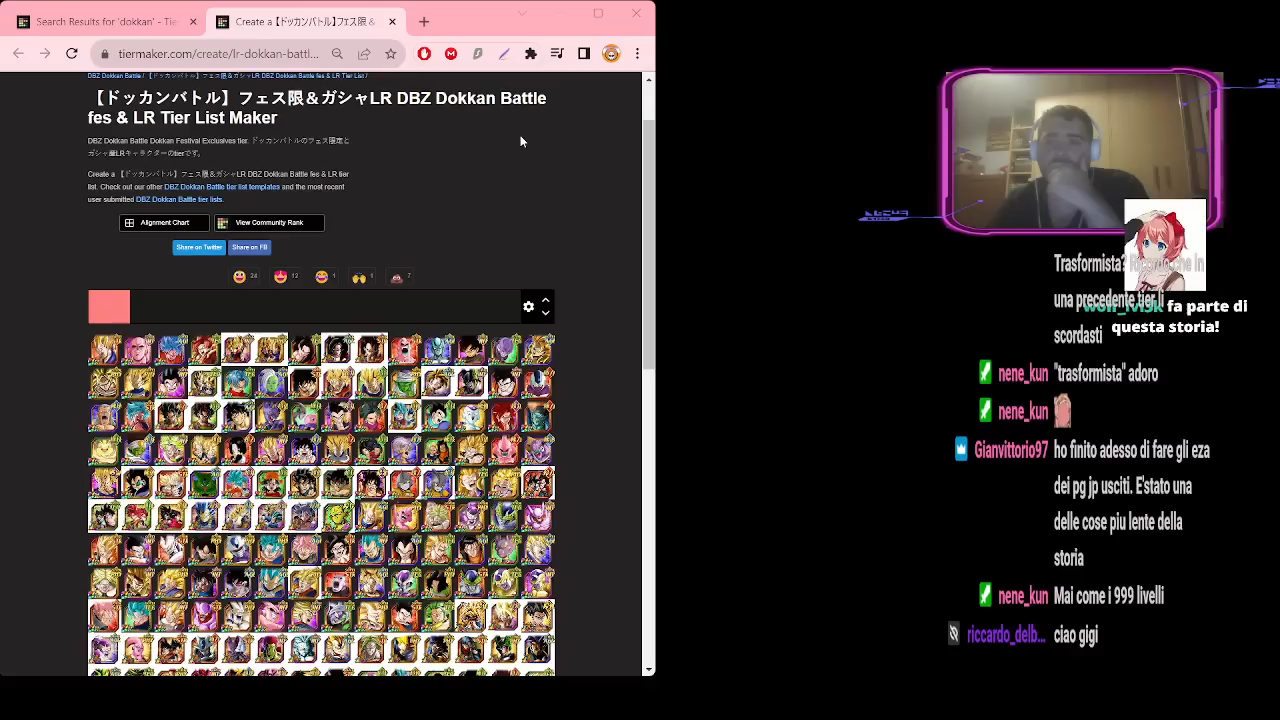 Search Results for 'dokkan' - Tie
Create a 【ドッカンバトル】フェス限 &
tiermaker.com/create/lr-dokkan-battl...
DBZ Dokkan Battle / 【ドッカンバトル】フェス限＆ガシャLR DBZ Dokkan Battle fes & LR Tier List /
【ドッカンバトル】フェス限＆ガシャLR DBZ Dokkan Battle
fes & LR Tier List Maker
DBZ Dokkan Battle Dokkan Festival Exclusives tier. ドッカンバトルのフェス限定と
ガシャ産LRキャラクターのtierです。
Create a 【ドッカンバトル】フェス限＆ガシャLR DBZ Dokkan Battle fes & LR tier
list. Check out our other DBZ Dokkan Battle tier list templates and the most recent
user submitted DBZ Dokkan Battle tier lists.
Alignment Chart
View Community Rank
Share on Twitter
Share on FB
24
12
1
1
7
Trasformista? Riccardo che in
una precedente tier li
scordasti
fa parte di
questa storia!
nene_kun "trasformista" adoro
nene_kun
Gianvittorio97 ho finito adesso di fare gli eza
dei pg jp usciti. E'stato una
delle cose piu lente della
storia
nene_kun Mai come i 999 livelli
riccardo_delb... ciao gigi